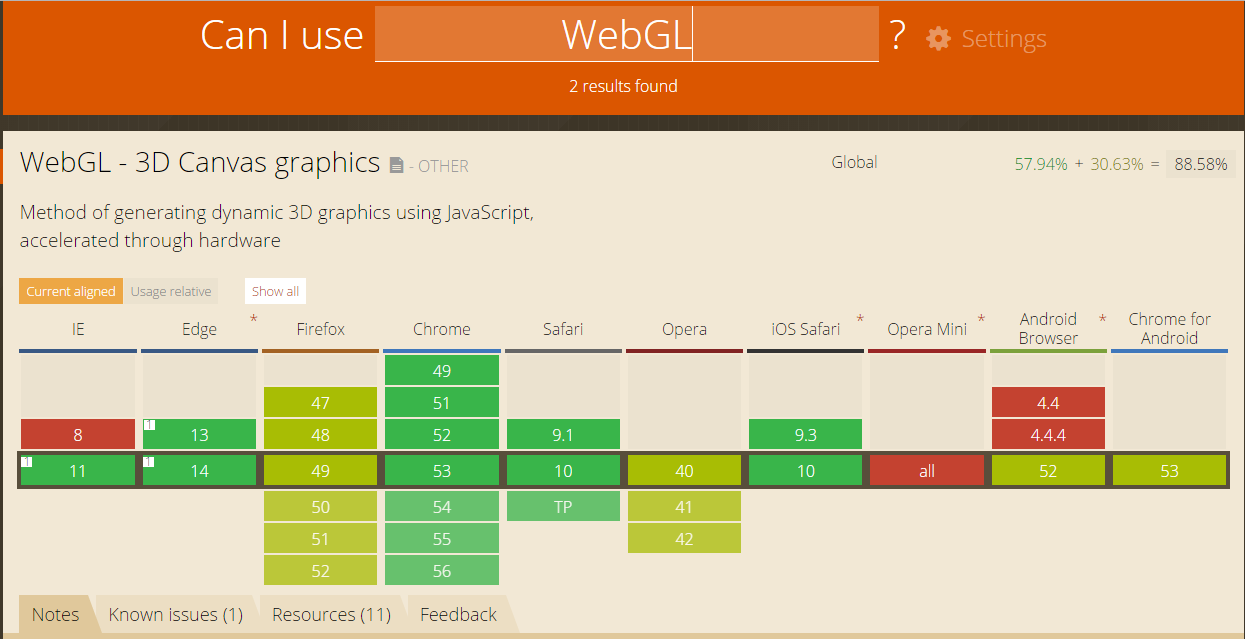 Can I use WebGL ? Settings
2 results found
WebGL - 3D Canvas graphics - OTHER
Global 57.94% + 30.63% = 88.58%
Method of generating dynamic 3D graphics using JavaScript,
accelerated through hardware
Current aligned Usage relative Show all
IE Edge * Firefox Chrome Safari Opera iOS Safari * Opera Mini * Android Browser * Chrome for Android
49
47 51 4.4
8 1 13 48 52 9.1 9.3 4.4.4
1 11 1 14 49 53 10 40 10 all 52 53
50 54 TP 41
51 55 42
52 56
Notes Known issues (1) Resources (11) Feedback